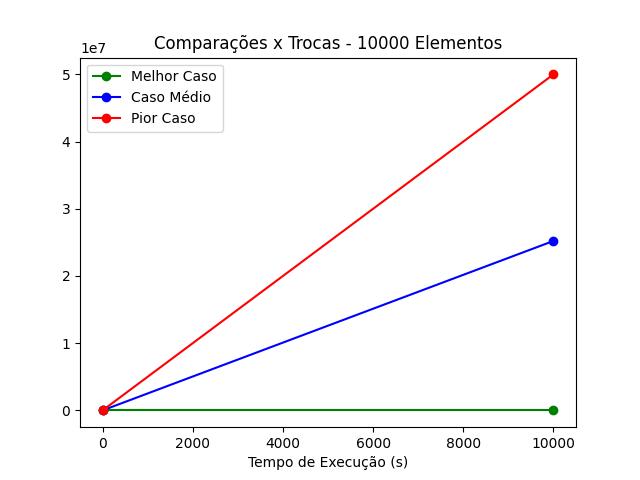 Comparações x Trocas - 10000 Elementos
1e7
Melhor Caso
Caso Médio
Pior Caso
5
4
3
2
1
0
0 2000 4000 6000 8000 10000
Tempo de Execução (s)